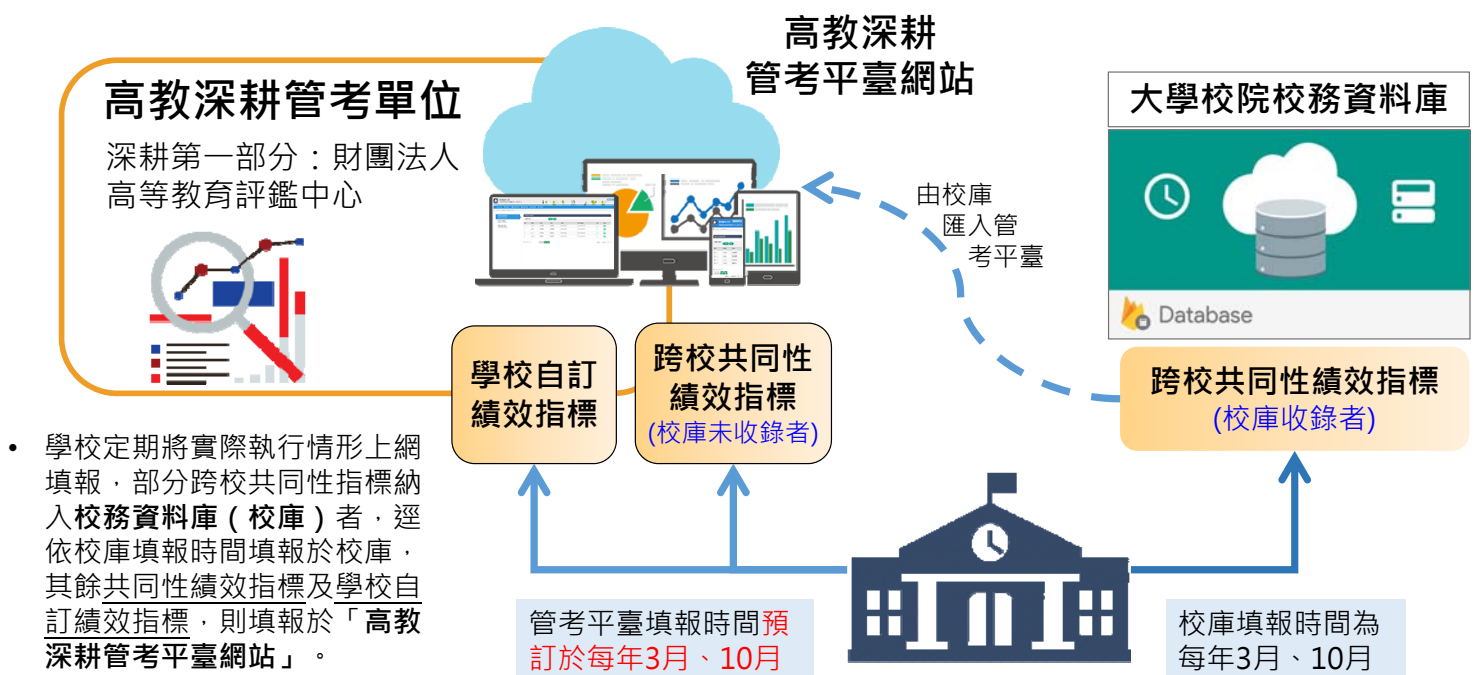 高教深耕
管考平臺網站
高教深耕管考單位
深耕第一部分：財團法人
高等教育評鑑中心
大學校院校務資料庫
由校庫
匯入管
考平臺
Database
學校自訂
績效指標
跨校共同性
績效指標
(校庫未收錄者)
跨校共同性績效指標
(校庫收錄者)
• 學校定期將實際執行情形上網
填報，部分跨校共同性指標納
入校務資料庫（校庫）者，逕
依校庫填報時間填報於校庫，
其餘共同性績效指標及學校自
訂績效指標，則填報於「高教
深耕管考平臺網站」。
管考平臺填報時間預
訂於每年3月、10月
校庫填報時間為
每年3月、10月